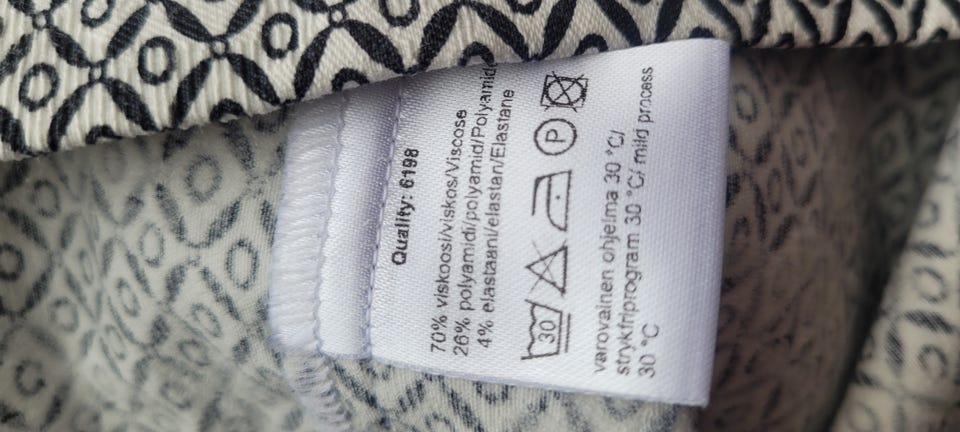 Quality: 6198
70% viskoosi/viskos/Viscose
26% polyamidi/polyamid/Polyamide
4% elastaani/elastan/Elastane
30 P
varovainen ohjelma 30 °C/
strykfriprogram 30 °C/ mild process
30 °C